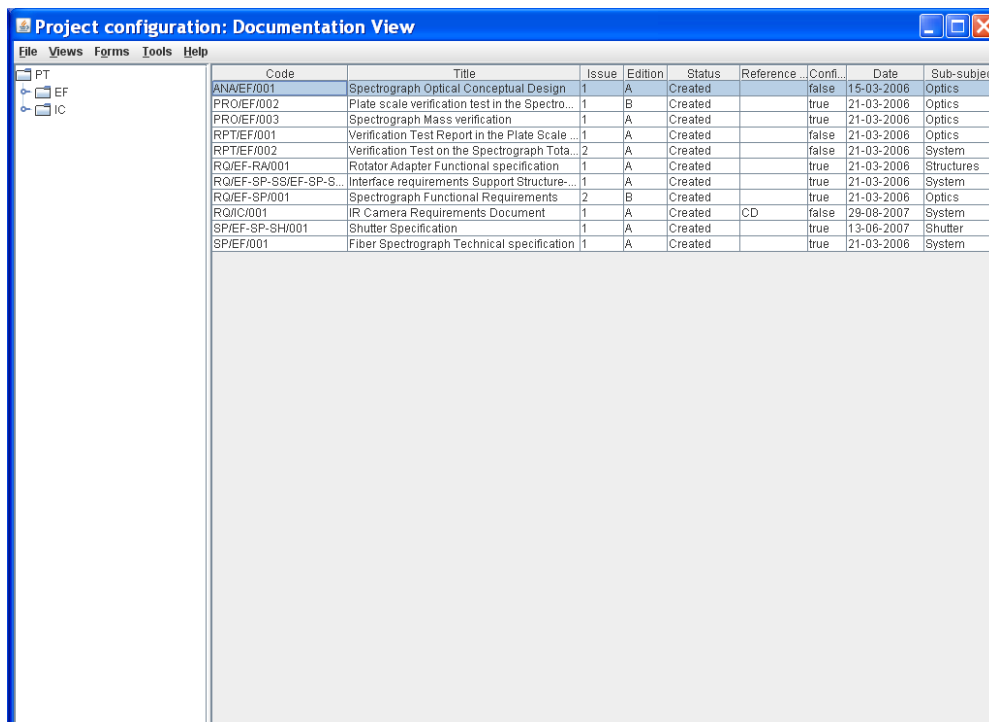 Project configuration: Documentation View
File Views Forms Tools Help
PT
EF
IC
Code Title Issue Edition Status Reference ... Confi... Date Sub-subjec
ANA/EF/001 Spectrograph Optical Conceptual Design 1 A Created false 15-03-2006 Optics
PRO/EF/002 Plate scale verification test in the Spectro... 1 B Created true 21-03-2006 Optics
PRO/EF/003 Spectrograph Mass verification 1 A Created true 21-03-2006 Optics
RPT/EF/001 Verification Test Report in the Plate Scale ... 1 A Created false 21-03-2006 Optics
RPT/EF/002 Verification Test on the Spectrograph Tota... 2 A Created false 21-03-2006 System
RQ/EF-RA/001 Rotator Adapter Functional specification 1 A Created true 21-03-2006 Structures
RQ/EF-SP-SS/EF-SP-S... Interface requirements Support Structure-... 1 A Created true 21-03-2006 System
RQ/EF-SP/001 Spectrograph Functional Requirements 2 B Created true 21-03-2006 Optics
RQ/IC/001 IR Camera Requirements Document 1 A Created CD false 29-08-2007 System
SP/EF-SP-SH/001 Shutter Specification 1 A Created true 13-06-2007 Shutter
SP/EF/001 Fiber Spectrograph Technical specification 1 A Created true 21-03-2006 System